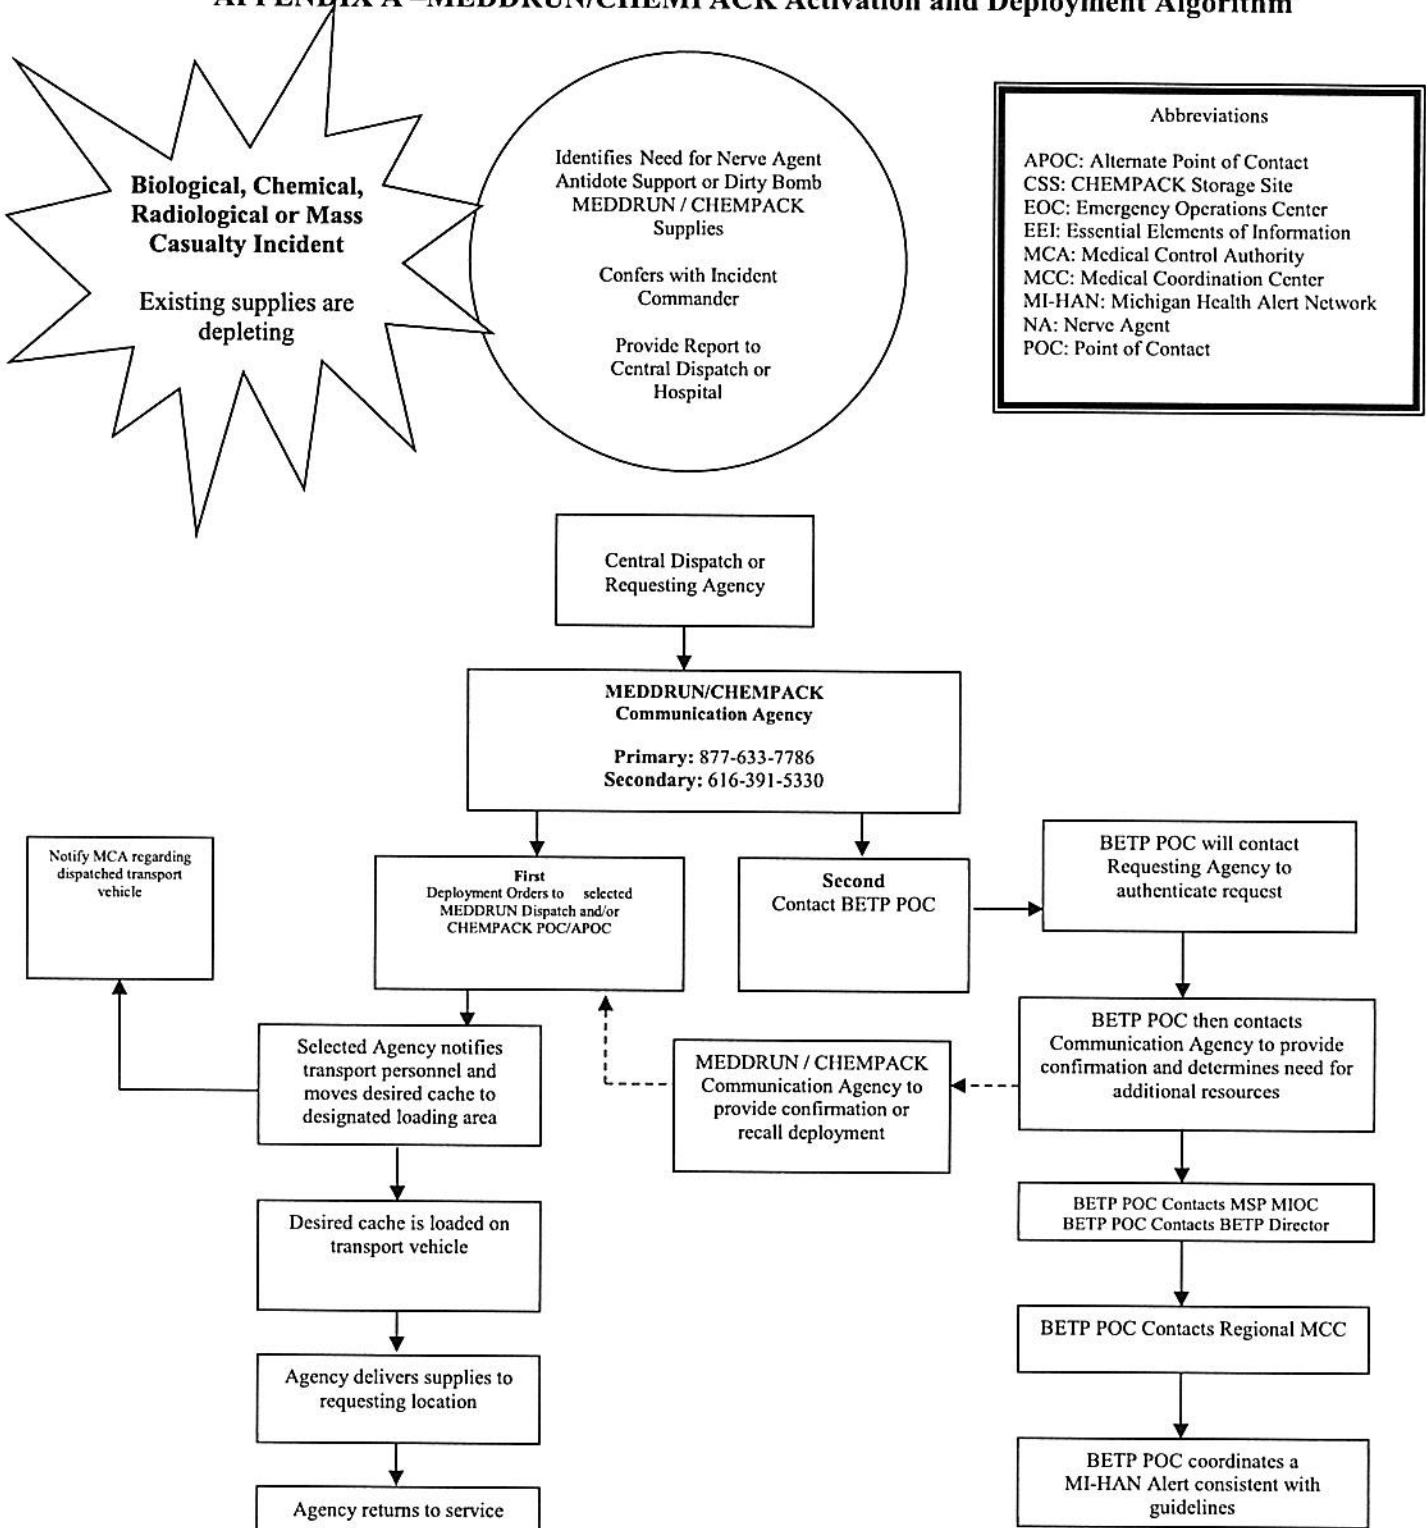 APPENDIX A –MEDDRUN/CHEMPACK Activation and Deployment Algorithm
Biological, Chemical,
Radiological or Mass
Casualty Incident
Existing supplies are
depleting
Identifies Need for Nerve Agent
Antidote Support or Dirty Bomb
MEDDRUN / CHEMPACK
Supplies
Confers with Incident
Commander
Provide Report to
Central Dispatch or
Hospital
Abbreviations
APOC: Alternate Point of Contact
CSS: CHEMPACK Storage Site
EOC: Emergency Operations Center
EEI: Essential Elements of Information
MCA: Medical Control Authority
MCC: Medical Coordination Center
MI-HAN: Michigan Health Alert Network
NA: Nerve Agent
POC: Point of Contact
Central Dispatch or
Requesting Agency
MEDDRUN/CHEMPACK
Communication Agency
Primary: 877-633-7786
Secondary: 616-391-5330
Notify MCA regarding
dispatched transport
vehicle
First
Deployment Orders to selected
MEDDRUN Dispatch and/or
CHEMPACK POC/APOC
Second
Contact BETP POC
BETP POC will contact
Requesting Agency to
authenticate request
Selected Agency notifies
transport personnel and
moves desired cache to
designated loading area
MEDDRUN / CHEMPACK
Communication Agency to
provide confirmation or
recall deployment
BETP POC then contacts
Communication Agency to provide
confirmation and determines need for
additional resources
Desired cache is loaded on
transport vehicle
BETP POC Contacts MSP MIOC
BETP POC Contacts BETP Director
Agency delivers supplies to
requesting location
BETP POC Contacts Regional MCC
Agency returns to service
BETP POC coordinates a
MI-HAN Alert consistent with
guidelines